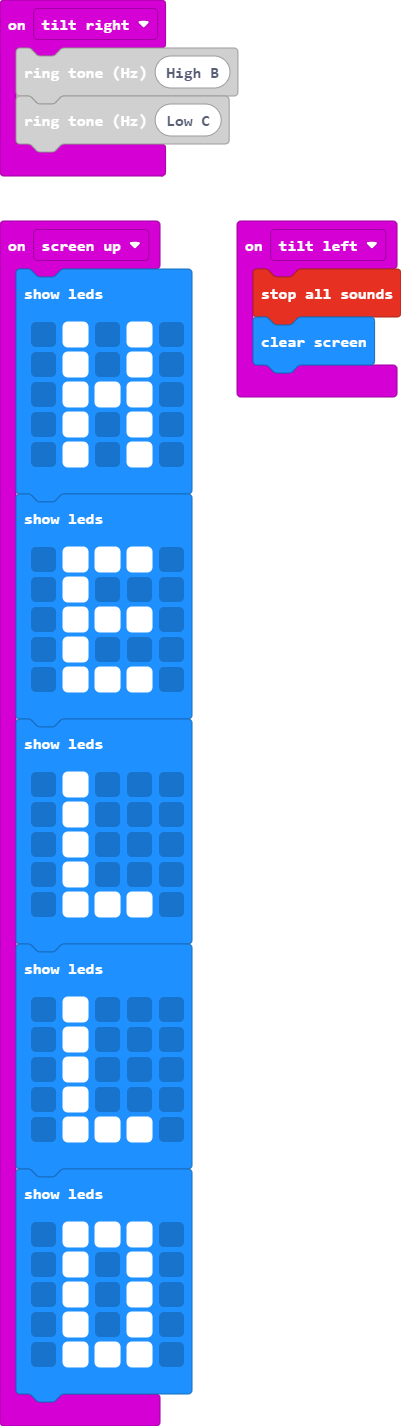 on tilt right
ring tone (Hz) High B
ring tone (Hz) Low C
on screen up
show leds
show leds
show leds
show leds
show leds
on tilt left
stop all sounds
clear screen